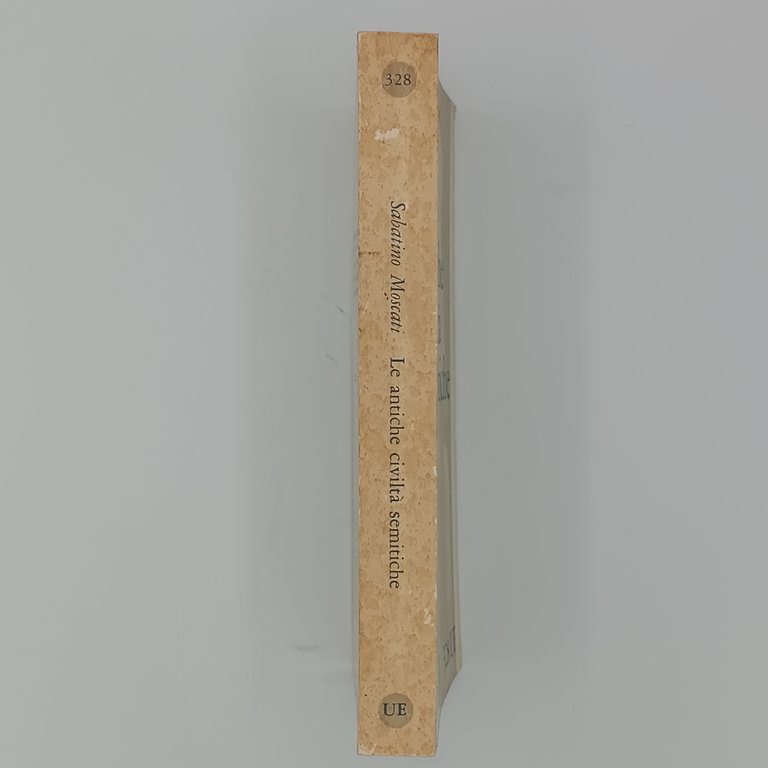 328
Sabatino Moscati Le antiche civiltà semitiche
UE